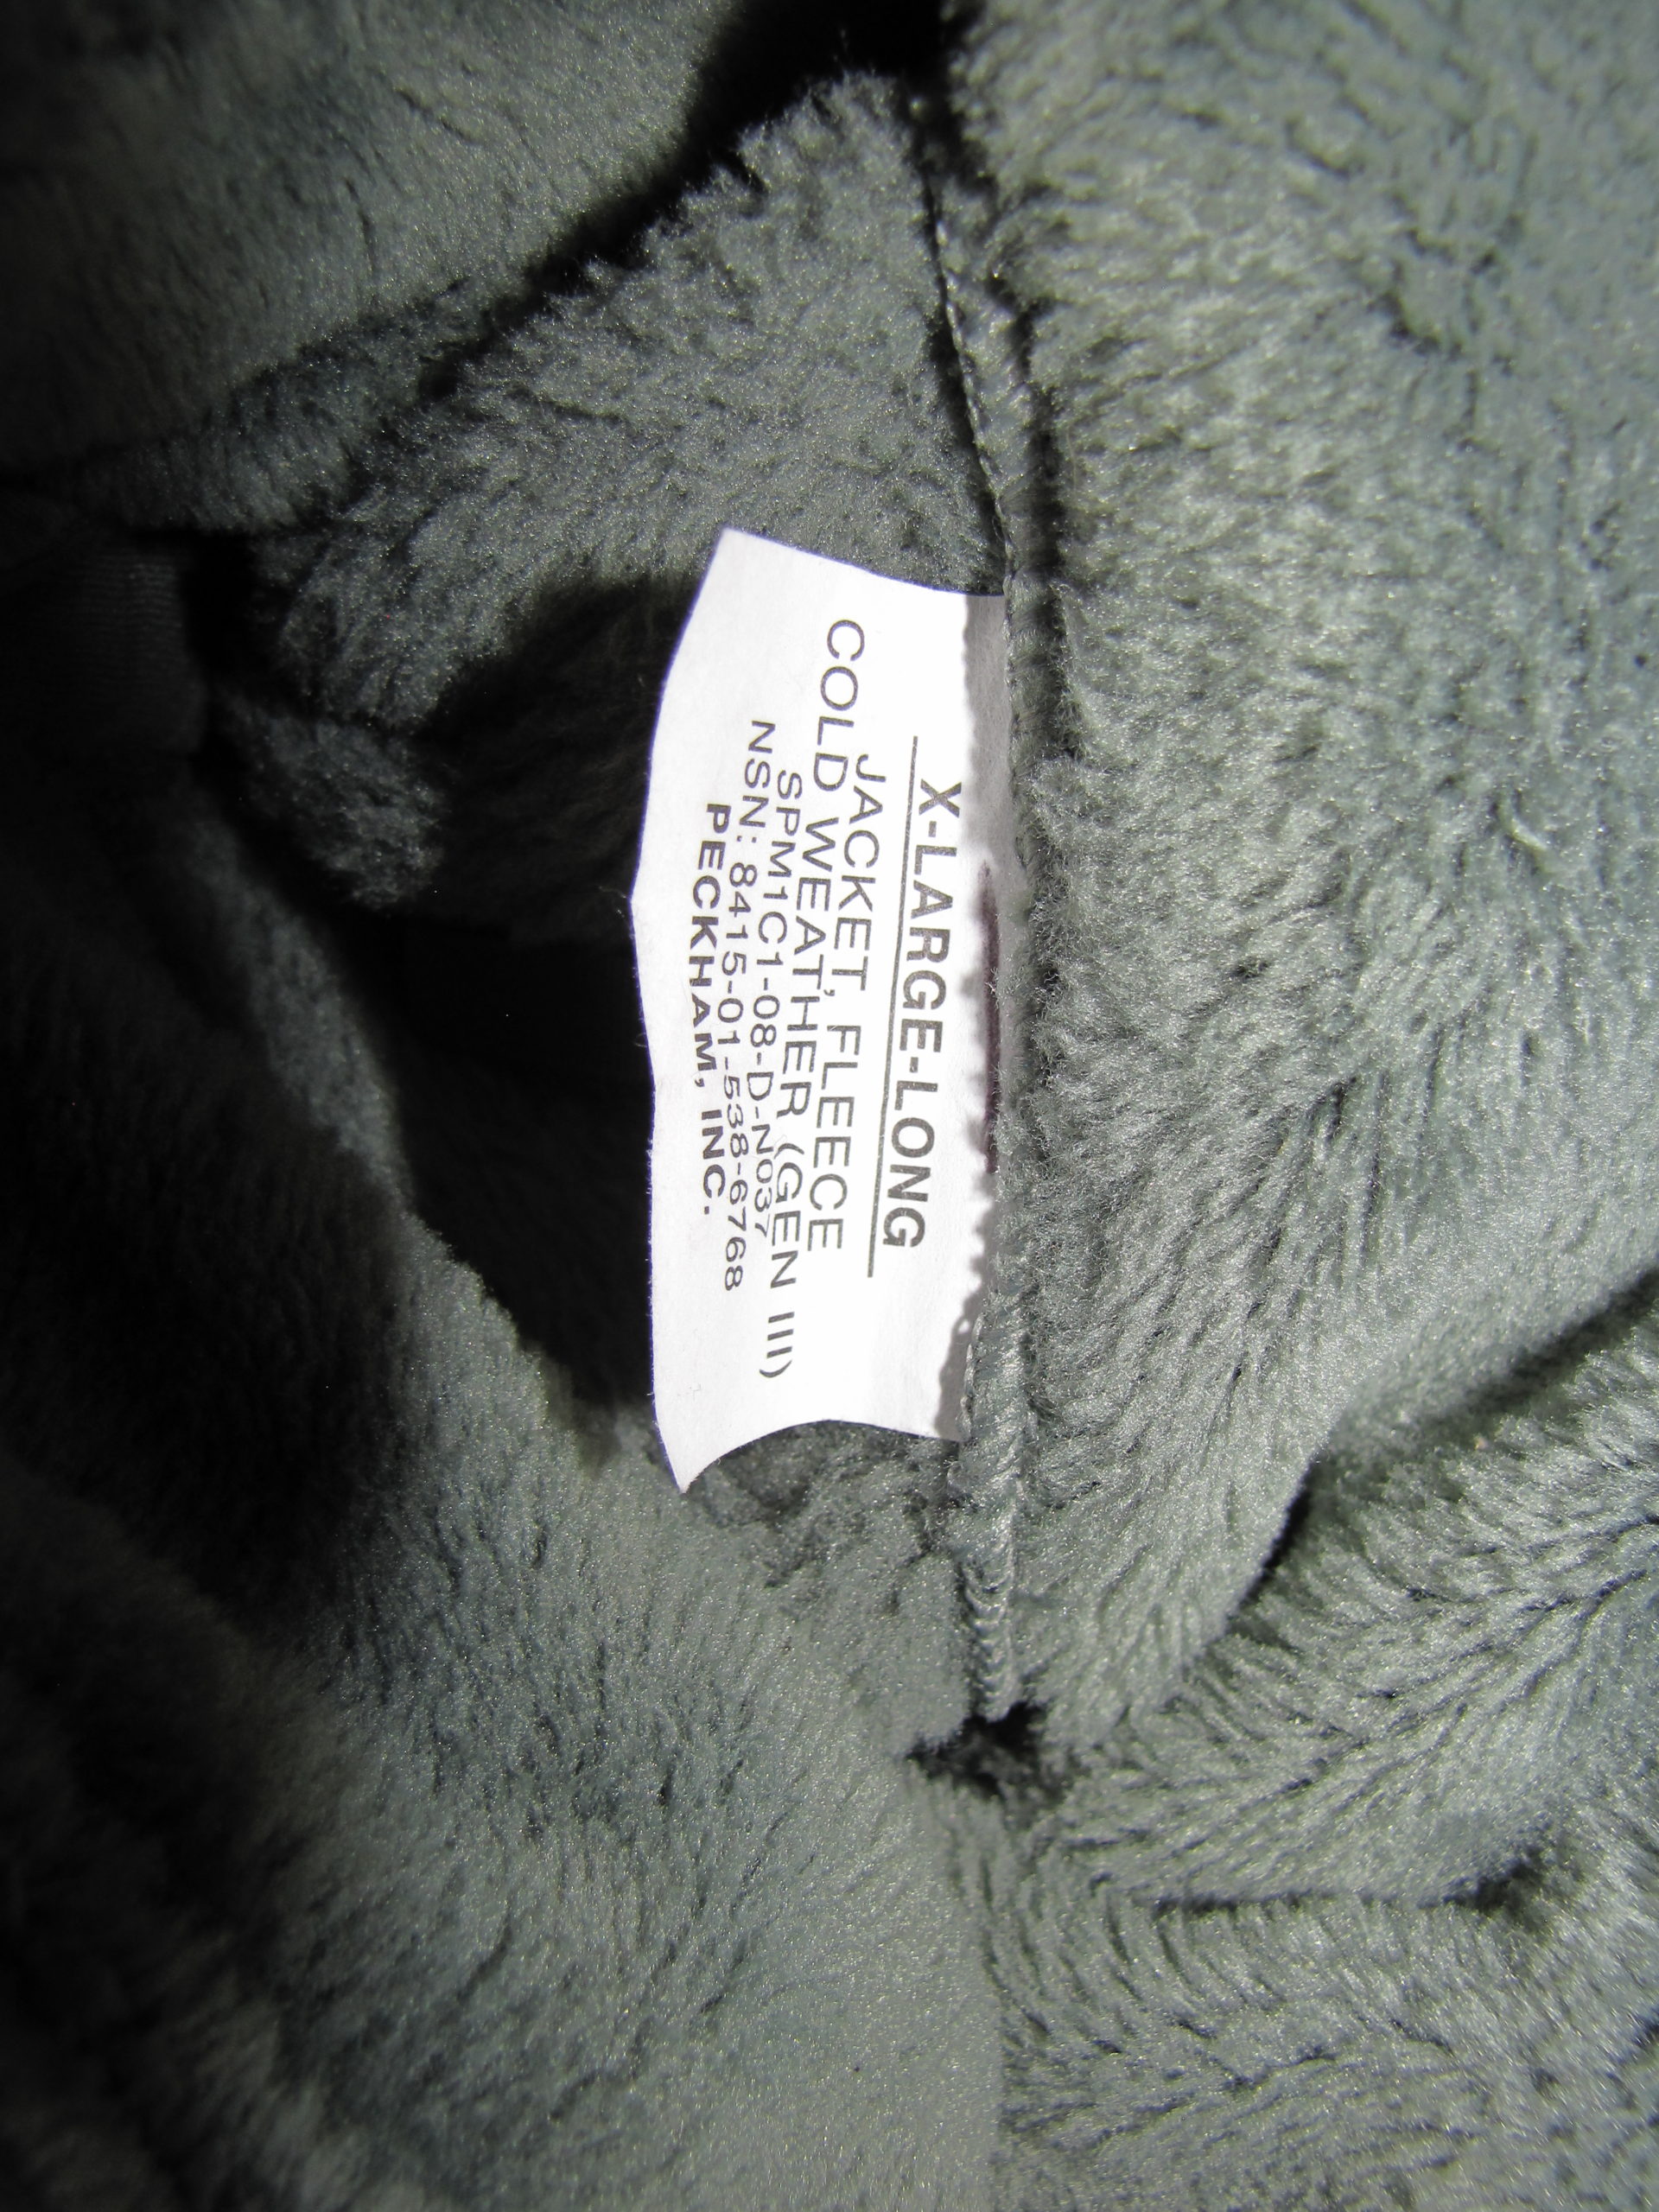 X-LARGE-LONG
JACKET, FLEECE
COLD WEATHER (GEN III)
SPM1C1-08-D-N037
NSN: 8415-01-538-6768
PECKHAM, INC.